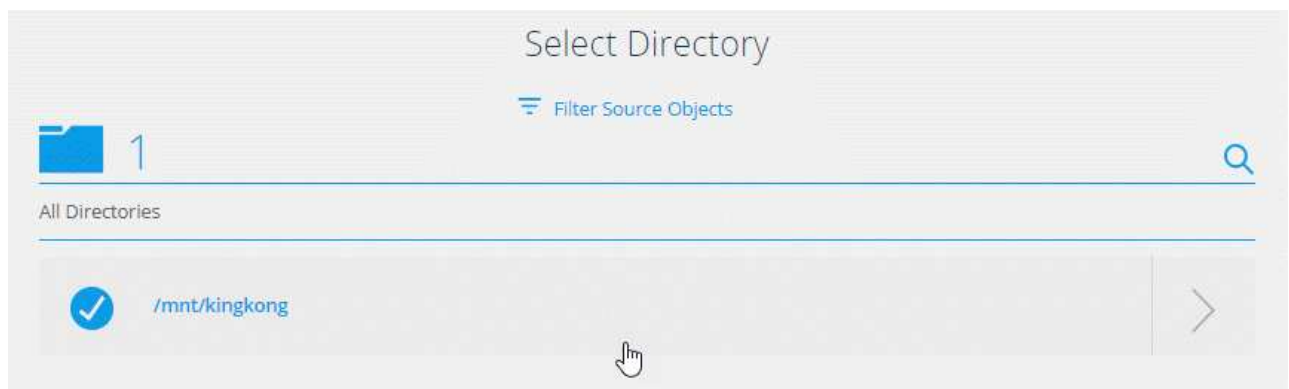 Select Directory
Filter Source Objects
1
All Directories
/mnt/kingkong